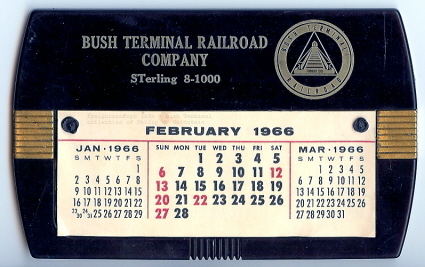 BUSH TERMINAL RAILROAD
COMPANY
STerling 8-1000
BUSH TERMINAL
RAILROAD
FEBRUARY 1966
SUN. MON. TUE. WED. THU. FRI. SAT.
1 2 3 4 5
6 7 8 9 10 11 12
13 14 15 16 17 18 19
20 21 22 23 24 25 26
27 28
JAN • 1966
S M T W T F S
1
2 3 4 5 6 7 8
9 10 11 12 13 14 15
16 17 18 19 20 21 22
23/30 24/31 25 26 27 28 29
MAR • 1966
S M T W T F S
1 2 3 4 5
6 7 8 9 10 11 12
13 14 15 16 17 18 19
20 21 22 23 24 25 26
27 28 29 30 31